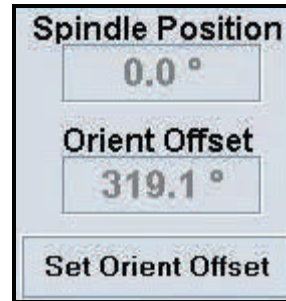 Spindle Position
0.0 °
Orient Offset
319.1 °
Set Orient Offset